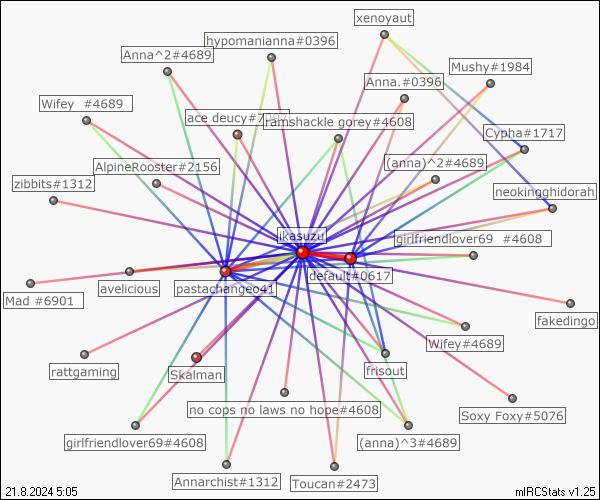 xenoyaut
hypomanianna#0396
Anna^2#4689
Mushy#1984
Anna.#0396
Wifey #4689
ace deucy#7
ramshackle gorey#4608
Cypha#1717
AlpineRooster#2156
(anna)^2#4689
zibbits#1312
neokingghidorah
ikasuzu
girlfriendlover69 #4608
default#0617
avelicious
pastachangeo41
Mad #6901
fakedingo
Wifey#4689
rattgaming
Skalman
frisout
no cops no laws no hope#4608
Soxy Foxy#5076
girlfriendlover69#4608
(anna)^3#4689
Annarchist#1312
Toucan#2473
21.8.2024 5:05
mIRCStats v1.25